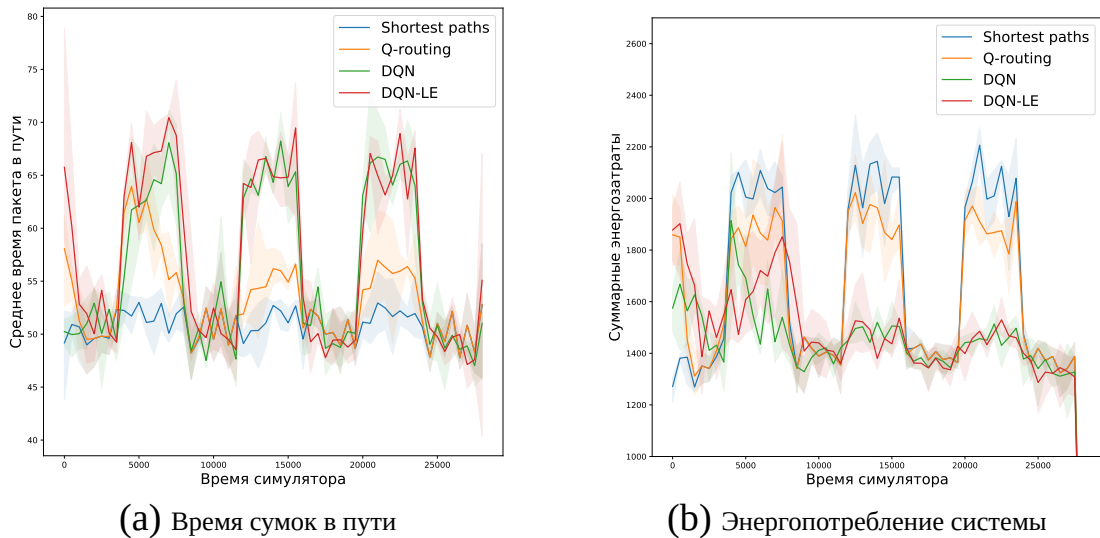 Shortest paths
Q-routing
DQN
DQN-LE
80
75
70
65
60
55
50
45
40
Среднее время пакета в пути
0
5000
10000
15000
20000
25000
Время симулятора
(a) Время сумок в пути
Shortest paths
Q-routing
DQN
DQN-LE
2600
2400
2200
2000
1800
1600
1400
1200
1000
Суммарные энергозатраты
0
5000
10000
15000
20000
25000
Время симулятора
(b) Энергопотребление системы